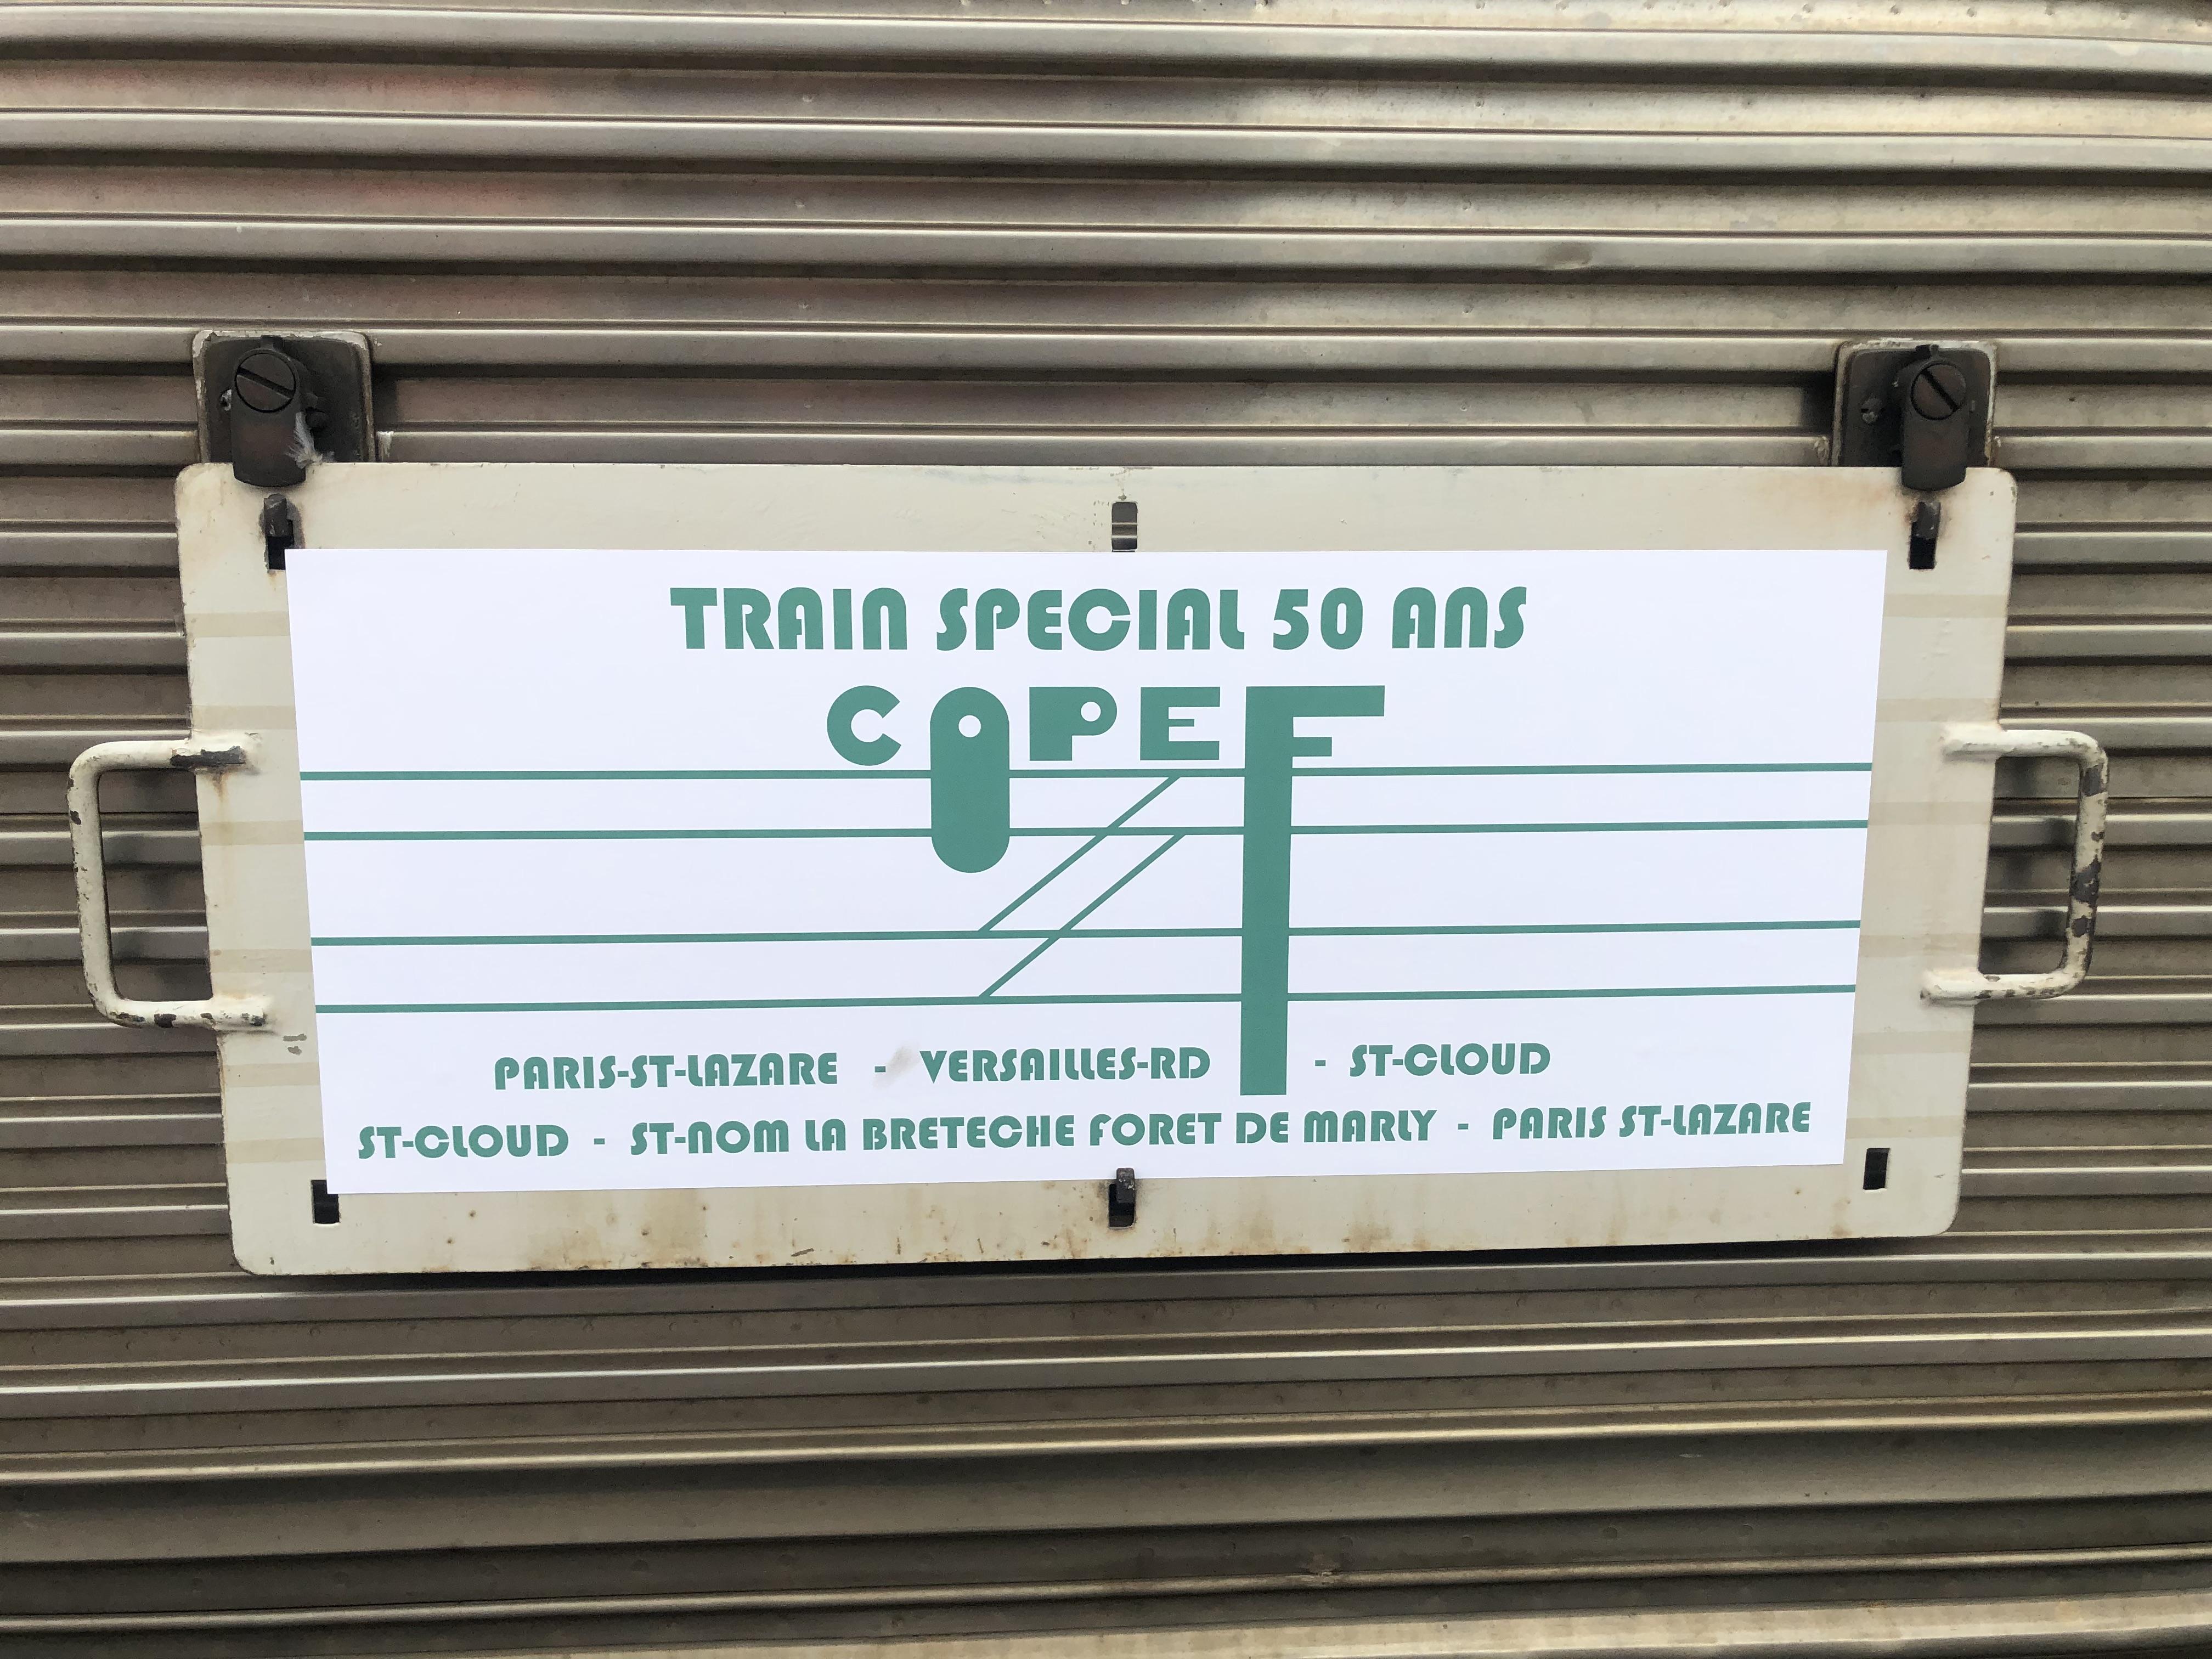 TRAIN SPECIAL 50 ANS
COPEF
PARIS-ST-LAZARE - VERSAILLES-RD - ST-CLOUD
ST-CLOUD - ST-NOM LA BRETECHE FORET DE MARLY - PARIS ST-LAZARE